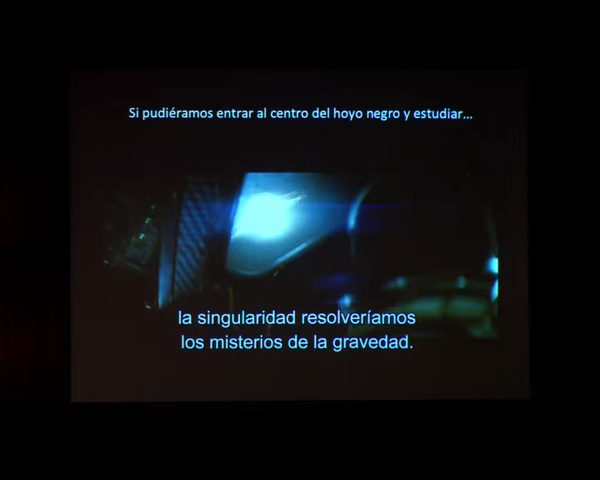 Si pudiéramos entrar al centro del hoyo negro y estudiar...
la singularidad resolveríamos
los misterios de la gravedad.